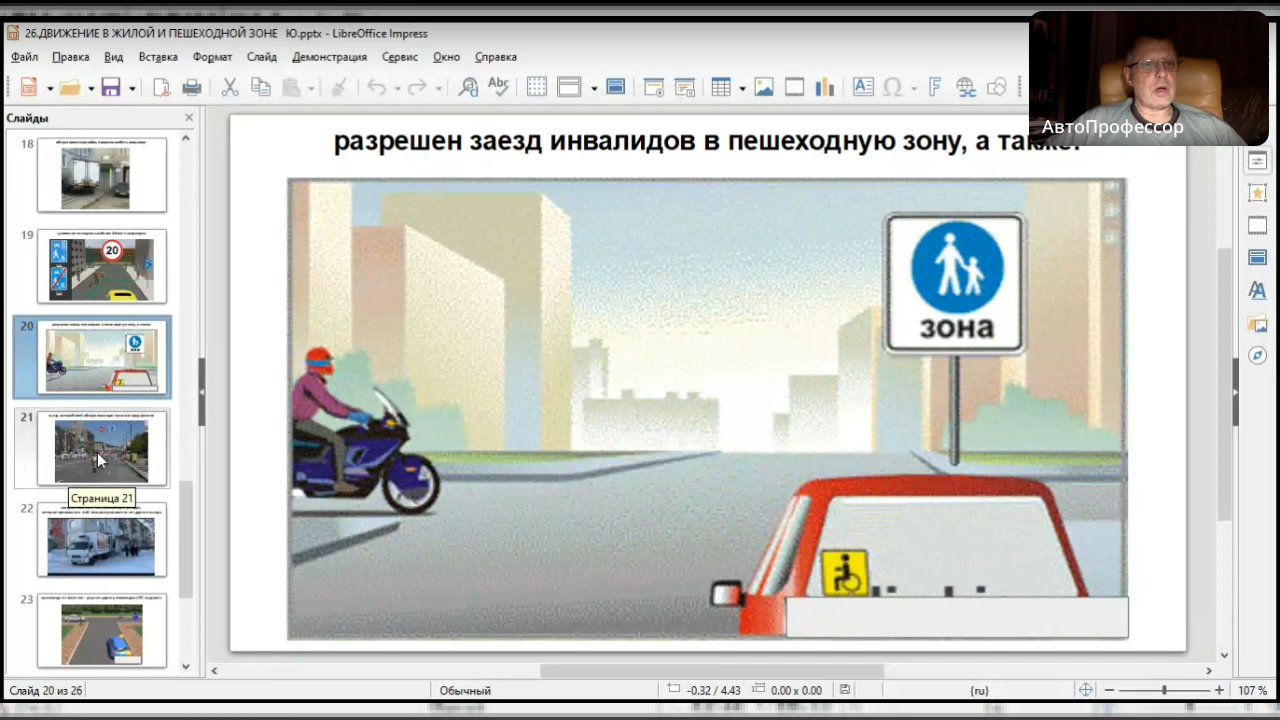 26.ДВИЖЕНИЕ В ЖИЛОЙ И ПЕШЕХОДНОЙ ЗОНЕ Ю.pptx - LibreOffice Impress
Файл Правка Вид Вставка Формат Слайд Демонстрация Сервис Окно Справка
Abc
АвтоПрофессор
Слайды
разрешен заезд инвалидов в пешеходную зону, а также:
зона
18
19
20
20
21
Страница 21
22
23
Слайд 20 из 26
Обычный
-0.32 / 4.43
0.00 x 0.00
{ru}
107 %